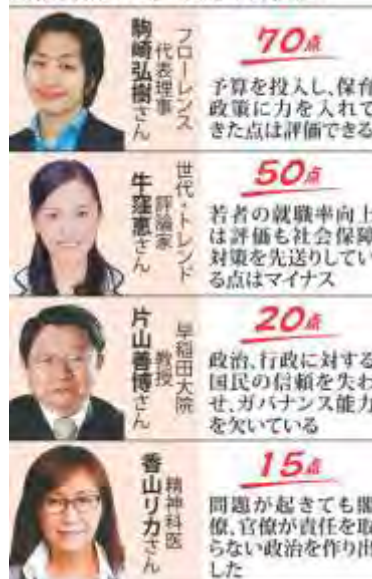 フローレンス
代表理事
駒崎弘樹さん
70点
予算を投入し、保育
政策に力を入れて
きた点は評価できる
世代・トレンド
評論家
牛窪恵さん
50点
若者の就職率向上
は評価も社会保障
対策を先送りしてい
る点はマイナス
早稲田大院
教授
片山善博さん
20点
政治、行政に対する
国民の信頼を失わ
せ、ガバナンス能力
を欠いている
精神科医
香山リカさん
15点
問題が起きても閣
僚、官僚が責任を取
らない政治を作り出
した